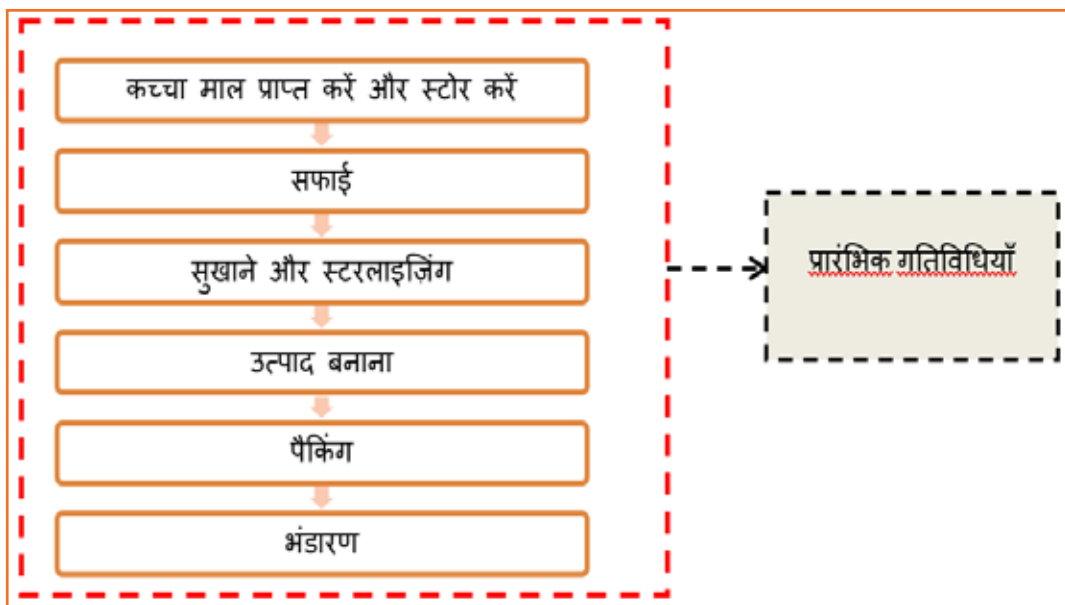 कच्चा माल प्राप्त करें और स्टोर करें
सफाई
सुखाने और स्टरलाइज़िंग
उत्पाद बनाना
पैकिंग
भंडारण
प्रारंभिक गतिविधियाँ